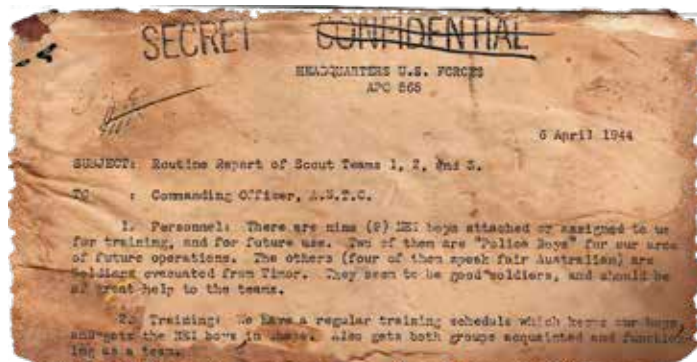 SECRET CONFIDENTIAL
HEADQUARTERS U.S. FORCES
APO 565
6 April 1944
SUBJECT: Routine Report of Scout Teams 1, 2, and 3.
TO : Commanding Officer, A.S.T.C.
1. Personnel: There are nine (9) NEI boys attached or assigned to us
for training, and for future use. Two of them are "Police Boys" for our area
of future operations. The others (four of them speak fair Australian) are
soldiers evacuated from Timor. They seem to be good soldiers, and should be
of great help to the teams.
2. Training: We have a regular training schedule which keeps our boys,
and gets the NEI boys in shape. Also gets both groups acquainted and function-
ing as a team.